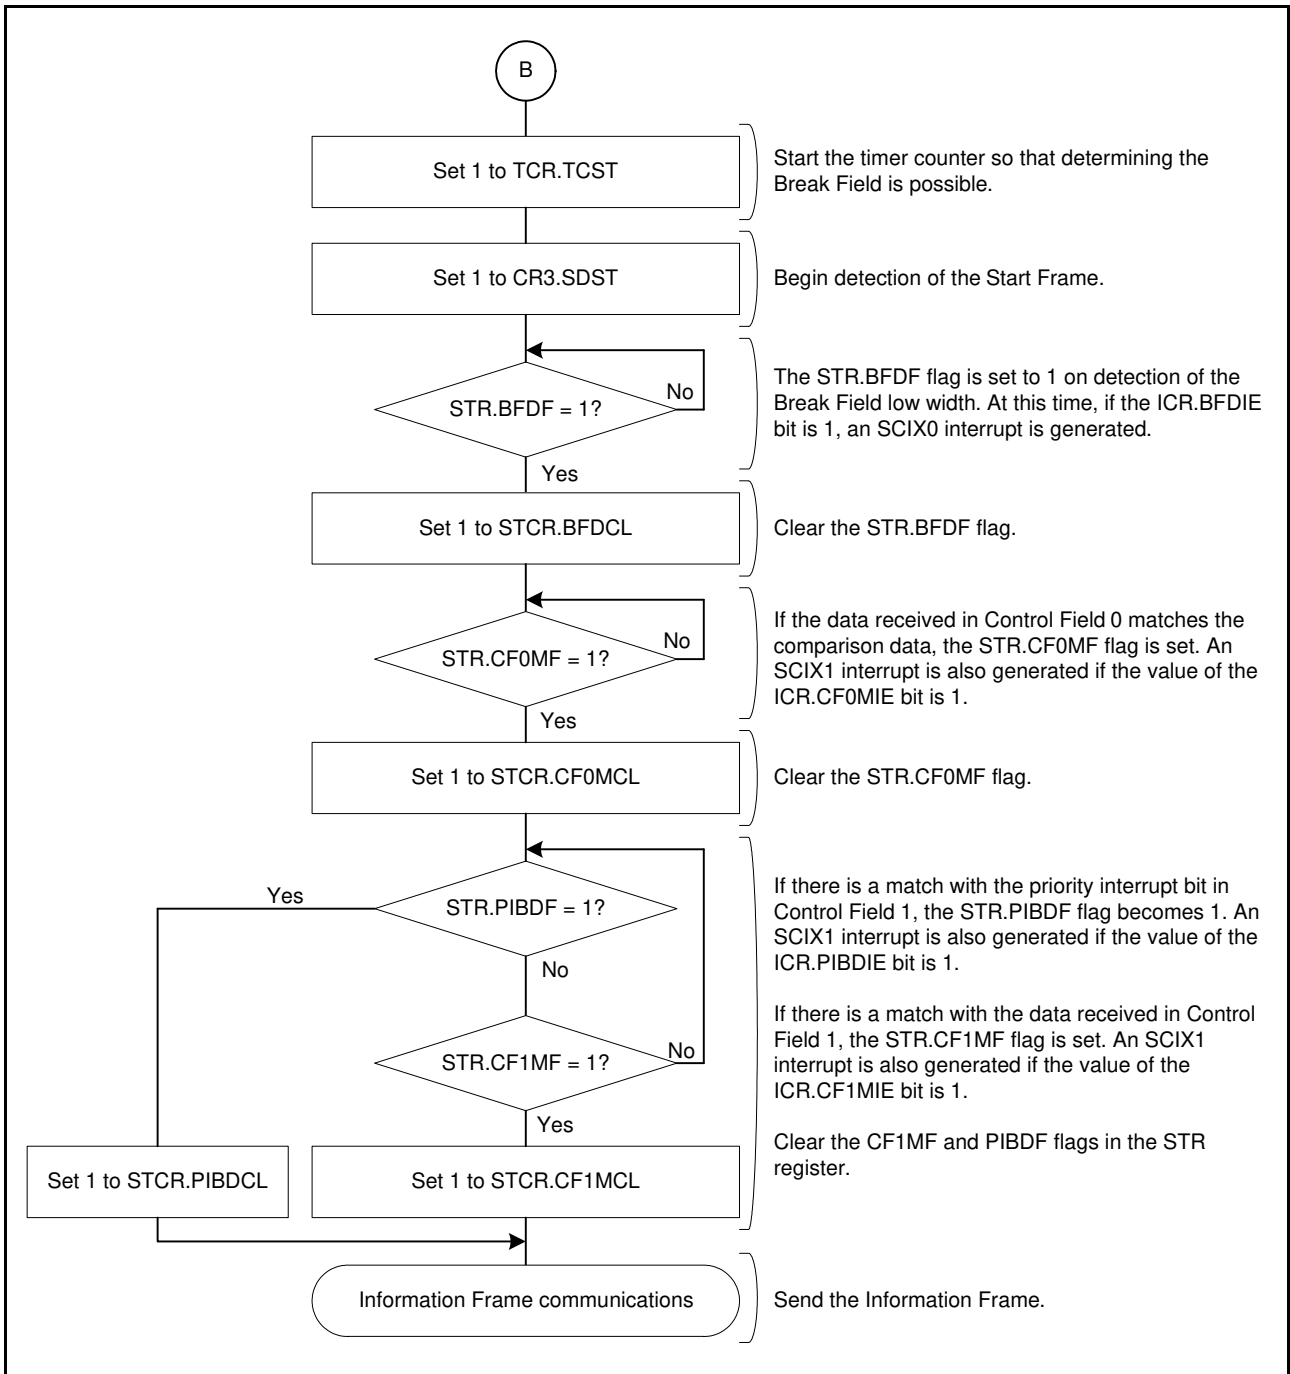 B
Set 1 to TCR.TCST
Start the timer counter so that determining the
Break Field is possible.
Set 1 to CR3.SDST
Begin detection of the Start Frame.
STR.BFDF = 1?
No
Yes
The STR.BFDF flag is set to 1 on detection of the
Break Field low width. At this time, if the ICR.BFDIE
bit is 1, an SCIX0 interrupt is generated.
Set 1 to STCR.BFDCL
Clear the STR.BFDF flag.
STR.CF0MF = 1?
No
Yes
If the data received in Control Field 0 matches the
comparison data, the STR.CF0MF flag is set. An
SCIX1 interrupt is also generated if the value of the
ICR.CF0MIE bit is 1.
Set 1 to STCR.CF0MCL
Clear the STR.CF0MF flag.
Yes
STR.PIBDF = 1?
No
If there is a match with the priority interrupt bit in
Control Field 1, the STR.PIBDF flag becomes 1. An
SCIX1 interrupt is also generated if the value of the
ICR.PIBDIE bit is 1.
STR.CF1MF = 1?
No
Yes
If there is a match with the data received in Control
Field 1, the STR.CF1MF flag is set. An SCIX1
interrupt is also generated if the value of the
ICR.CF1MIE bit is 1.
Set 1 to STCR.PIBDCL
Set 1 to STCR.CF1MCL
Clear the CF1MF and PIBDF flags in the STR
register.
Information Frame communications
Send the Information Frame.